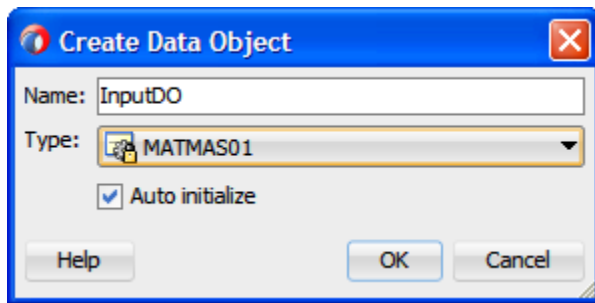 Create Data Object
Name: InputDO
Type: MATMAS01
Auto initialize
Help OK Cancel